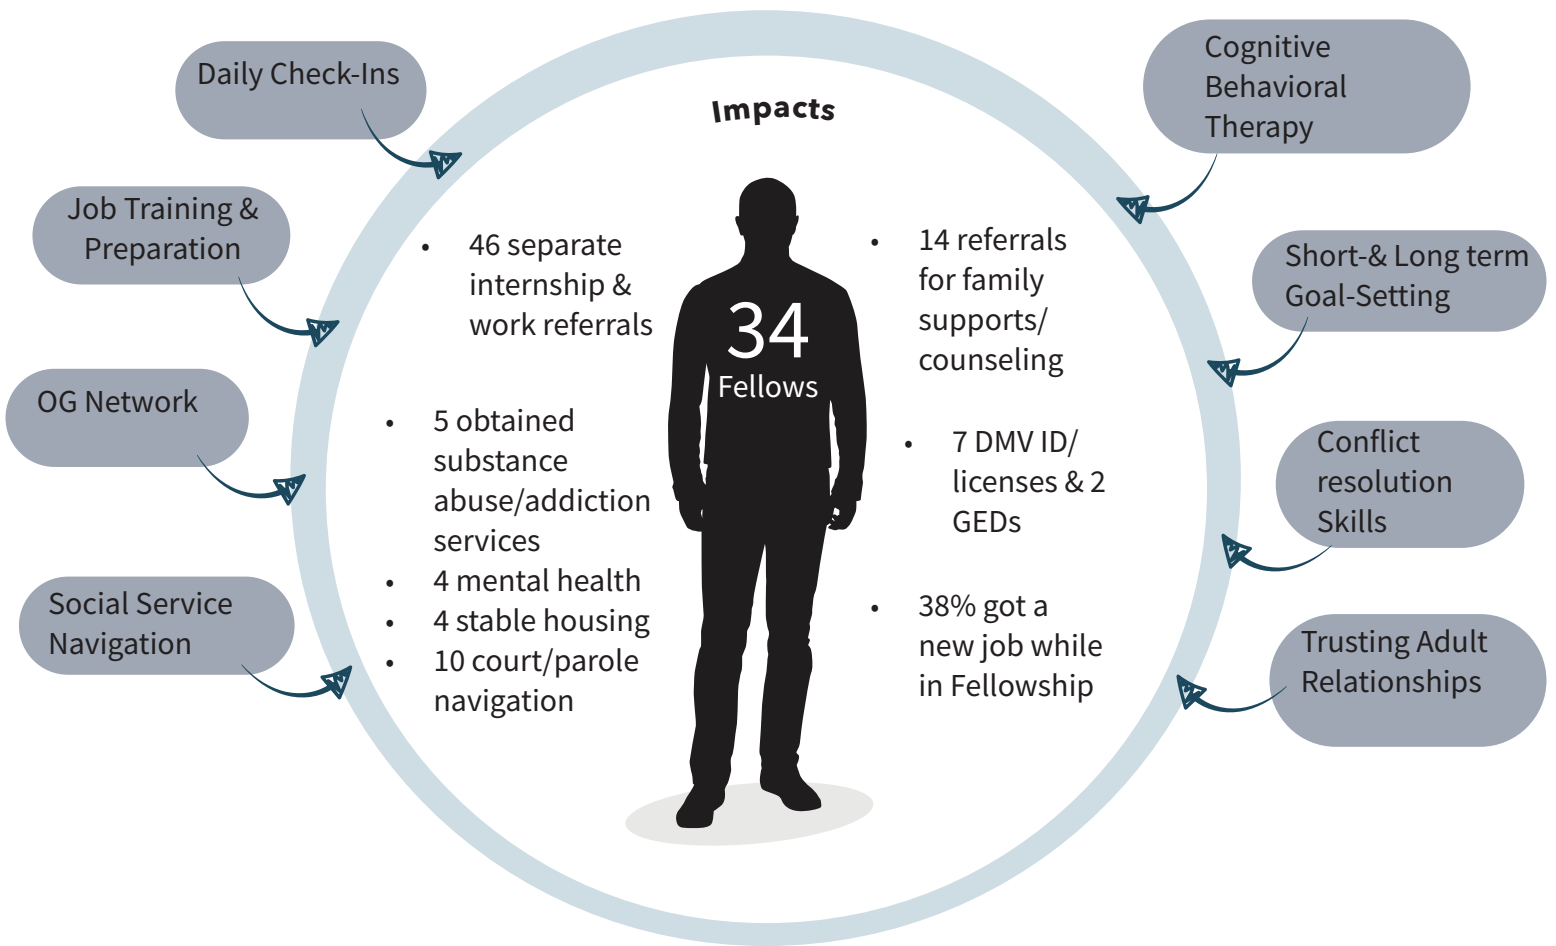 Impacts
Daily Check-Ins
Job Training &
Preparation
OG Network
Social Service
Navigation
• 46 separate
internship &
work referrals
• 5 obtained
substance
abuse/addiction
services
• 4 mental health
• 4 stable housing
• 10 court/parole
navigation
34
Fellows
• 14 referrals
for family
supports/
counseling
• 7 DMV ID/
licenses & 2
GEDs
• 38% got a
new job while
in Fellowship
Cognitive
Behavioral
Therapy
Short-& Long term
Goal-Setting
Conflict
resolution
Skills
Trusting Adult
Relationships